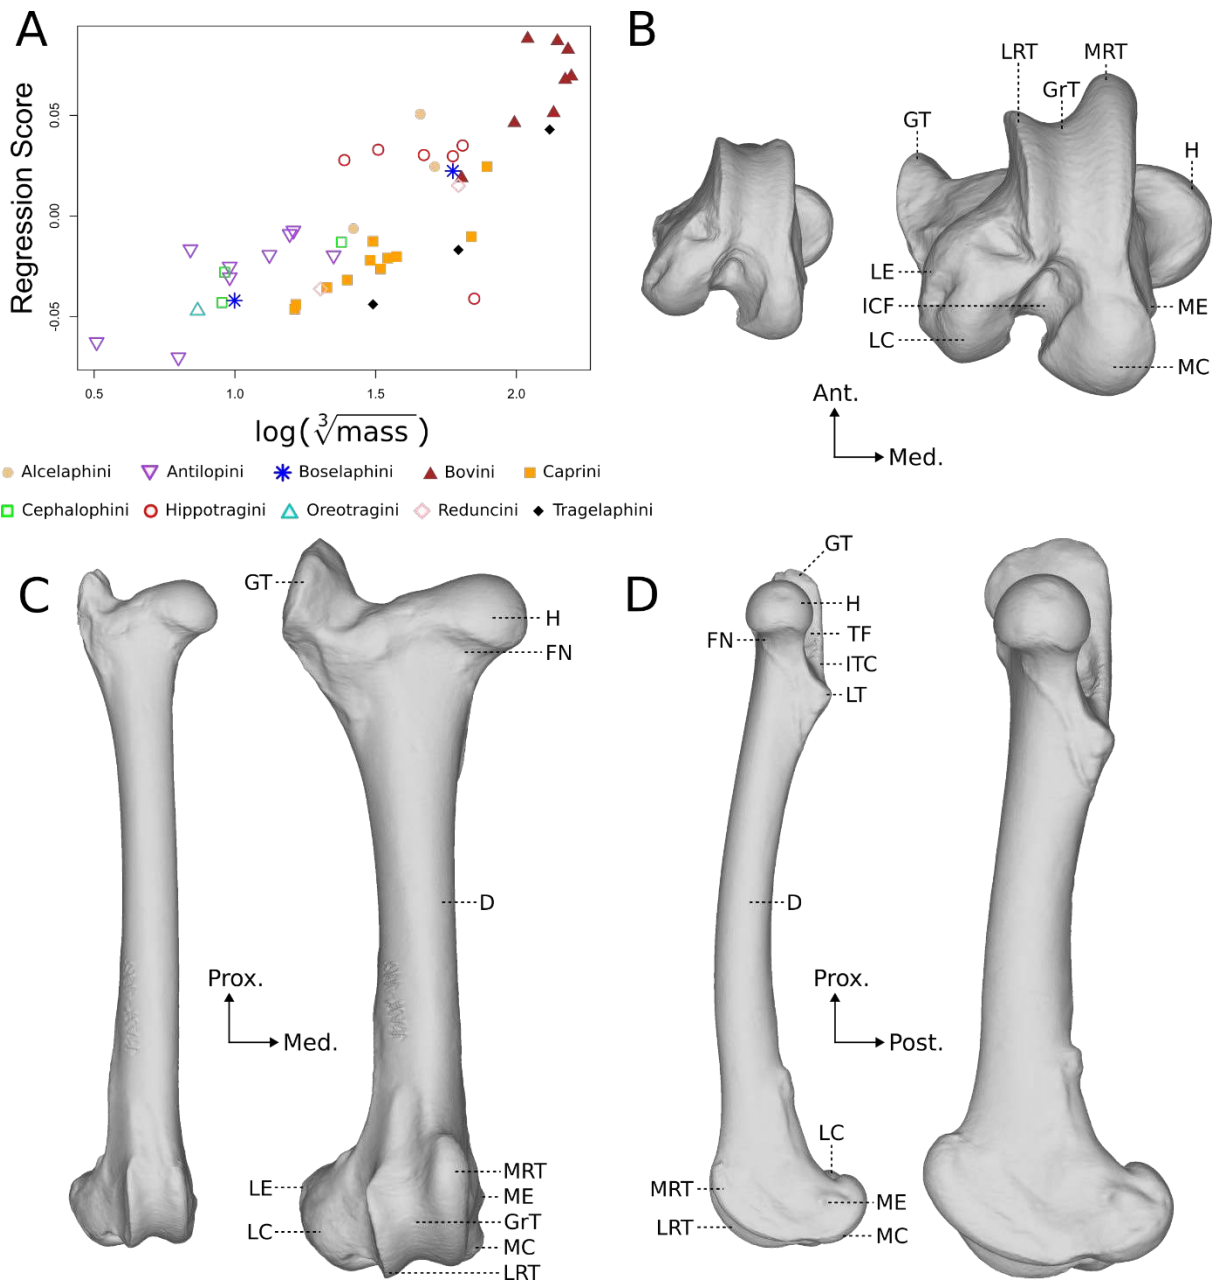 A
Regression Score
0.05
0.00
-0.05
0.5
1.0
1.5
2.0
log(∛mass)
Alcelaphini
Antilopini
Boselaphini
Bovini
Caprini
Cephalophini
Hippotragini
Oreotragini
Reduncini
Tragelaphini
B
LRT
MRT
GrT
GT
H
LE
ICF
LC
ME
MC
Ant.
Med.
C
GT
H
FN
D
Prox.
Med.
LE
LC
MRT
ME
GrT
MC
LRT
D
GT
H
FN
TF
ITC
LT
D
Prox.
Post.
LC
MRT
ME
LRT
MC